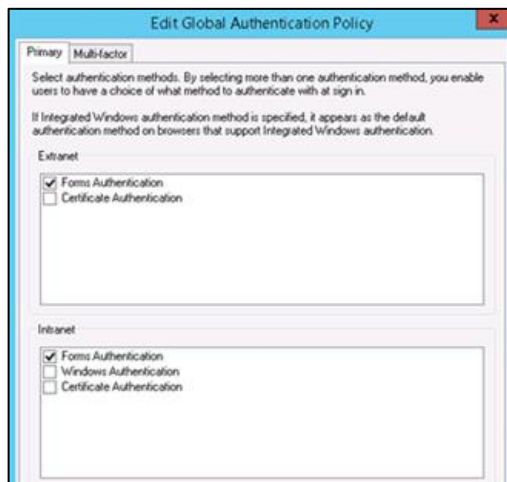 Edit Global Authentication Policy
x
Primary Multi-factor
Select authentication methods. By selecting more than one authentication method, you enable
users to have a choice of what method to authenticate with at sign in.
If Integrated Windows authentication method is specified, it appears as the default
authentication method on browsers that support Integrated Windows authentication.
Extranet
Forms Authentication
Certificate Authentication
Intranet
Forms Authentication
Windows Authentication
Certificate Authentication